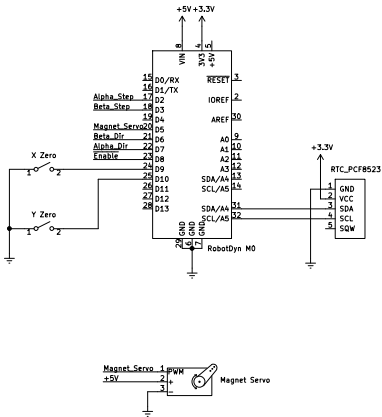 +5V +3.3V
8 4 5
VIN 3V3 +5V
15 D0/RX RESET 3
16 D1/TX
Alpha_Step 17 D2 IOREF 2
Beta_Step 18 D3
19 D4 AREF 30
Magnet_Servo 20 D5
Beta_Dir 21 D6 A0 9
Alpha_Dir 22 D7 A1 10
Enable 23 D8 A2 11
X Zero 24 D9 A3 12
1 2 25 D10 SDA/A4 13
26 D11 SCL/A5 14
27 D12
28 D13 SDA/A4 31
SCL/A5 32
Y Zero
1 2
GND GND GND
29 6 7
RobotDyn M0
+3.3V
RTC_PCF8523
1 GND
2 VCC
3 SDA
4 SCL
5 SQW
Magnet_Servo 1 PWM
+5V 2 +
3 -
Magnet Servo